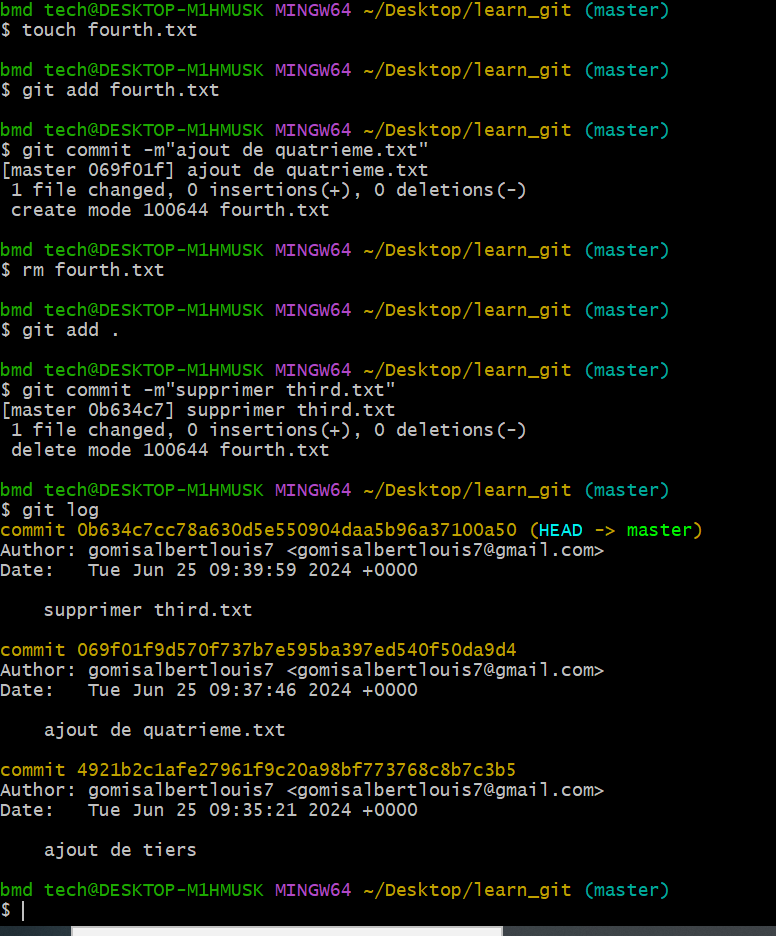 bmd tech@DESKTOP-M1HMUSK MINGW64 ~/Desktop/learn_git (master)
$ touch fourth.txt
bmd tech@DESKTOP-M1HMUSK MINGW64 ~/Desktop/learn_git (master)
$ git add fourth.txt
bmd tech@DESKTOP-M1HMUSK MINGW64 ~/Desktop/learn_git (master)
$ git commit -m"ajout de quatrieme.txt"
[master 069f01f] ajout de quatrieme.txt
 1 file changed, 0 insertions(+), 0 deletions(-)
 create mode 100644 fourth.txt
bmd tech@DESKTOP-M1HMUSK MINGW64 ~/Desktop/learn_git (master)
$ rm fourth.txt
bmd tech@DESKTOP-M1HMUSK MINGW64 ~/Desktop/learn_git (master)
$ git add .
bmd tech@DESKTOP-M1HMUSK MINGW64 ~/Desktop/learn_git (master)
$ git commit -m"supprimer third.txt"
[master 0b634c7] supprimer third.txt
 1 file changed, 0 insertions(+), 0 deletions(-)
 delete mode 100644 fourth.txt
bmd tech@DESKTOP-M1HMUSK MINGW64 ~/Desktop/learn_git (master)
$ git log
commit 0b634c7cc78a630d5e550904daa5b96a37100a50 (HEAD -> master)
Author: gomisalbertlouis7 <gomisalbertlouis7@gmail.com>
Date:   Tue Jun 25 09:39:59 2024 +0000
    supprimer third.txt
commit 069f01f9d570f737b7e595ba397ed540f50da9d4
Author: gomisalbertlouis7 <gomisalbertlouis7@gmail.com>
Date:   Tue Jun 25 09:37:46 2024 +0000
    ajout de quatrieme.txt
commit 4921b2c1afe27961f9c20a98bf773768c8b7c3b5
Author: gomisalbertlouis7 <gomisalbertlouis7@gmail.com>
Date:   Tue Jun 25 09:35:21 2024 +0000
    ajout de tiers
bmd tech@DESKTOP-M1HMUSK MINGW64 ~/Desktop/learn_git (master)
$